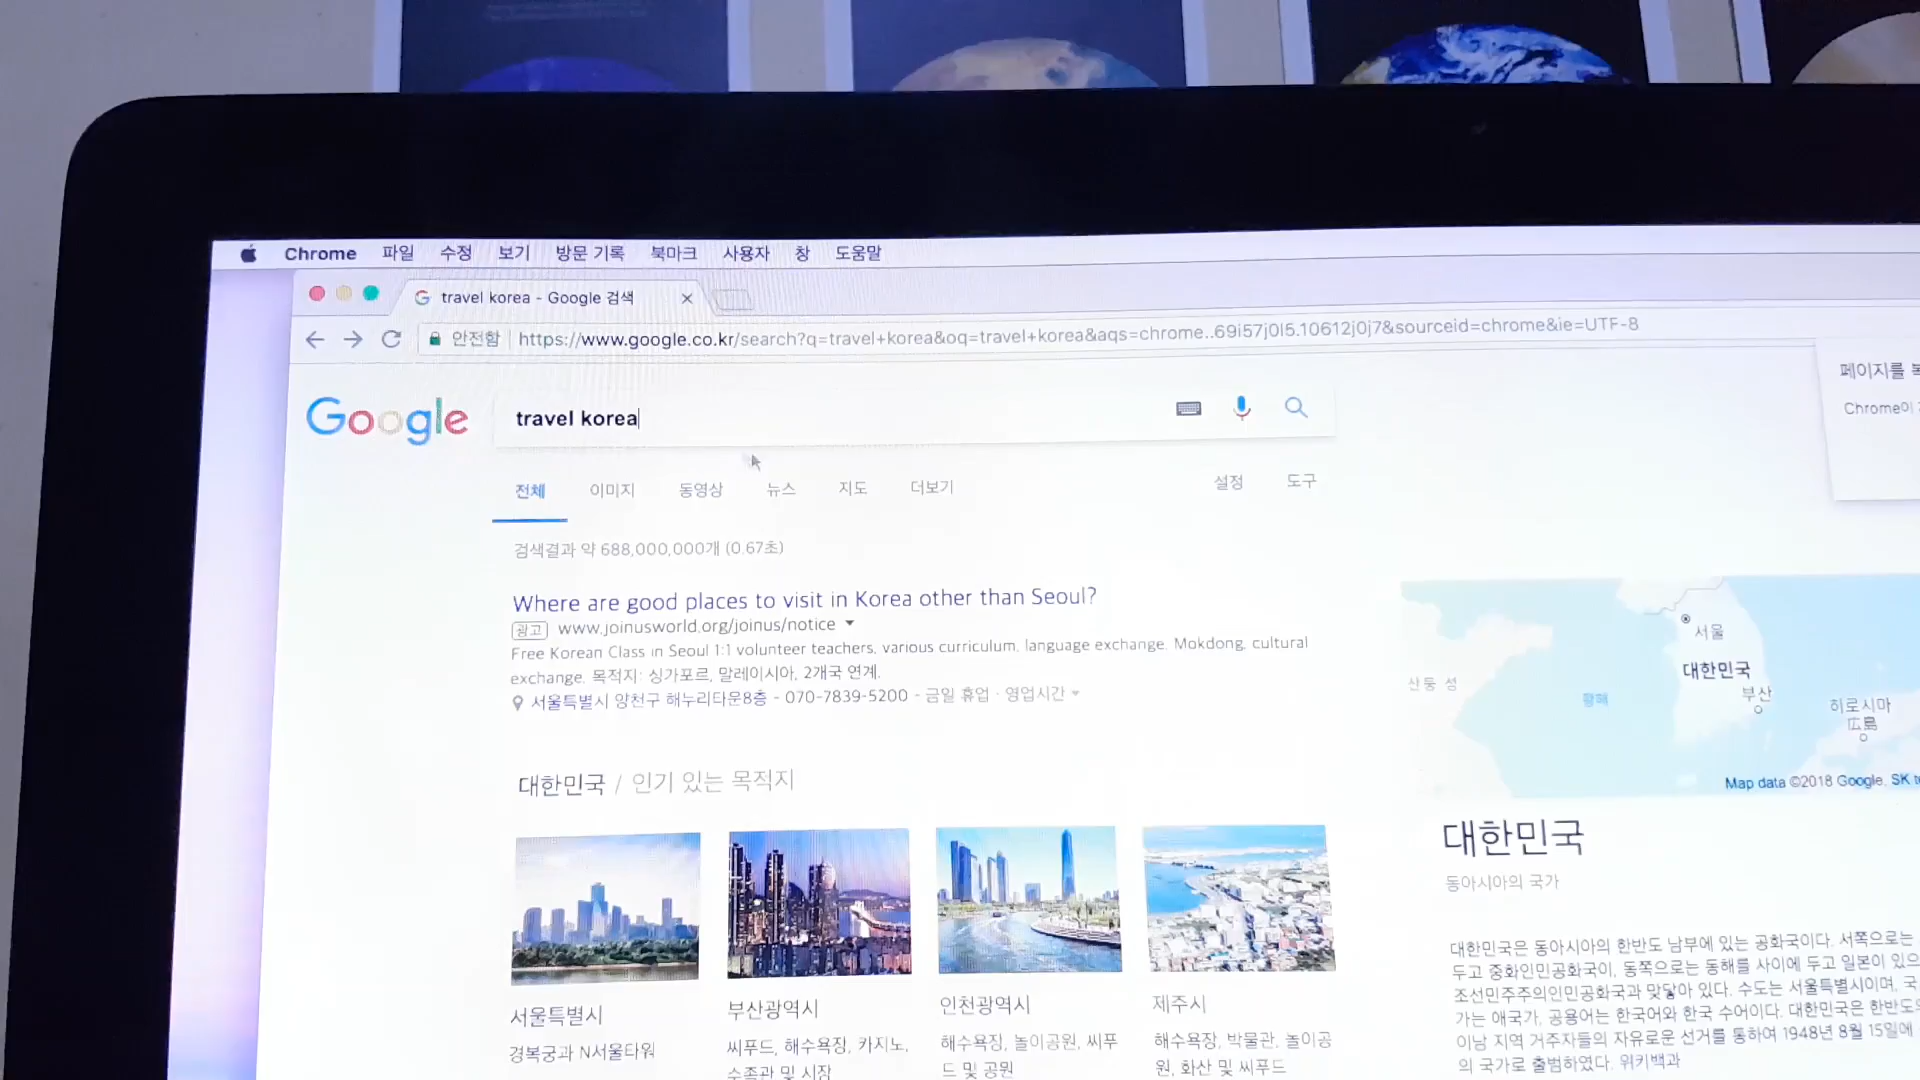 Chrome 파일 수정 보기 방문 기록 북마크 사용자 창 도움말
travel korea - Google 검색
안전함 https://www.google.co.kr/search?q=travel+korea&oq=travel+korea&aqs=chrome..69i57j0l5.10612j0j7&sourceid=chrome&ie=UTF-8
페이지를
Chrome이
Google
travel korea
전체 이미지 동영상 뉴스 지도 더보기 설정 도구
검색결과 약 688,000,000개 (0.67초)
Where are good places to visit in Korea other than Seoul?
광고 www.joinusworld.org/joinus/notice
Free Korean Class in Seoul 1:1 volunteer teachers, various curriculum, language exchange. Mokdong, cultural
exchange. 목적지: 싱가포르, 말레이시아, 2개국 연계.
서울특별시 양천구 해누리타운8층 - 070-7839-5200 - 금일 휴업 · 영업시간
대한민국 / 인기 있는 목적지
서울특별시
경복궁과 N서울타워
부산광역시
씨푸드, 해수욕장, 카지노,
수족관 및 시장
인천광역시
해수욕장, 놀이공원, 씨푸
드 및 공원
제주시
해수욕장, 박물관, 놀이공
원, 화산 및 씨푸드
서울
대한민국
부산
산둥 성
황해
히로시마
広島
Map data ©2018 Google, SK
대한민국
동아시아의 국가
대한민국은 동아시아의 한반도 남부에 있는 공화국이다. 서쪽으로는
두고 중화인민공화국이, 동쪽으로는 동해를 사이에 두고 일본이 있으
조선민주주의인민공화국과 맞닿아 있다. 수도는 서울특별시이며, 국
가는 애국가, 공용어는 한국어와 한국 수어이다. 대한민국은 한반도
이남 지역 거주자들의 자유로운 선거를 통하여 1948년 8월 15일에
의 국가로 출범하였다. 위키백과